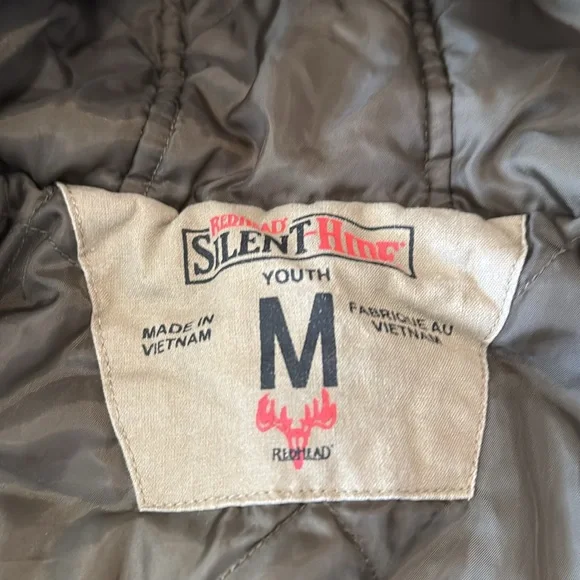 REDHEAD
SILENT-HIDE
YOUTH
MADE IN
VIETNAM
M
FABRIQUE AU
VIETNAM
REDHEAD